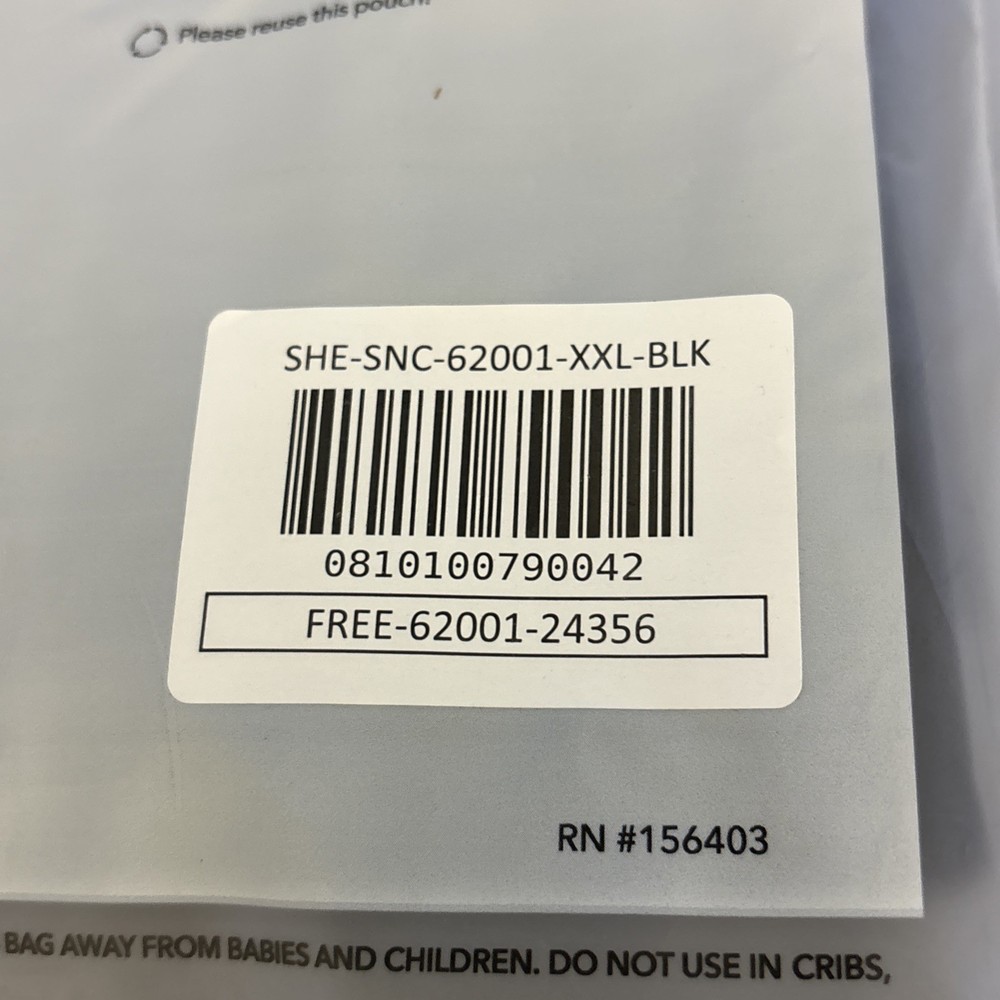 Please reuse this pouch.
SHE-SNC-62001-XXL-BLK
0810100790042
FREE-62001-24356
RN #156403
BAG AWAY FROM BABIES AND CHILDREN. DO NOT USE IN CRIBS,